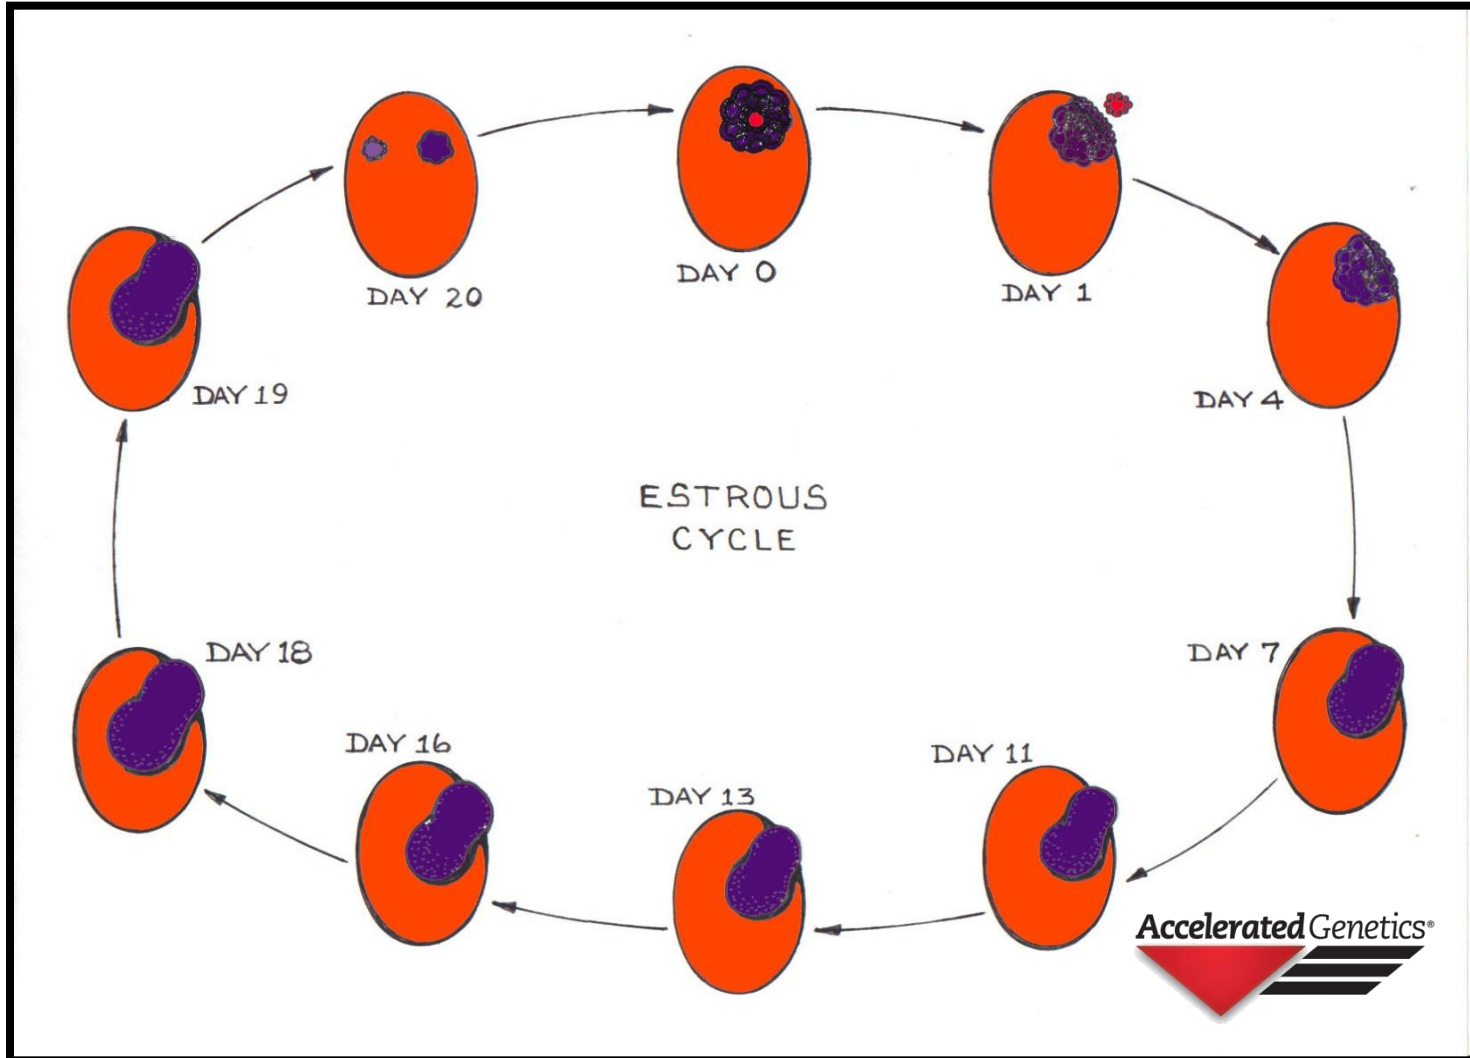 DAY 20
DAY 0
DAY 1
DAY 19
DAY 4
ESTROUS
CYCLE
DAY 18
DAY 7
DAY 16
DAY 13
DAY 11
Accelerated Genetics®